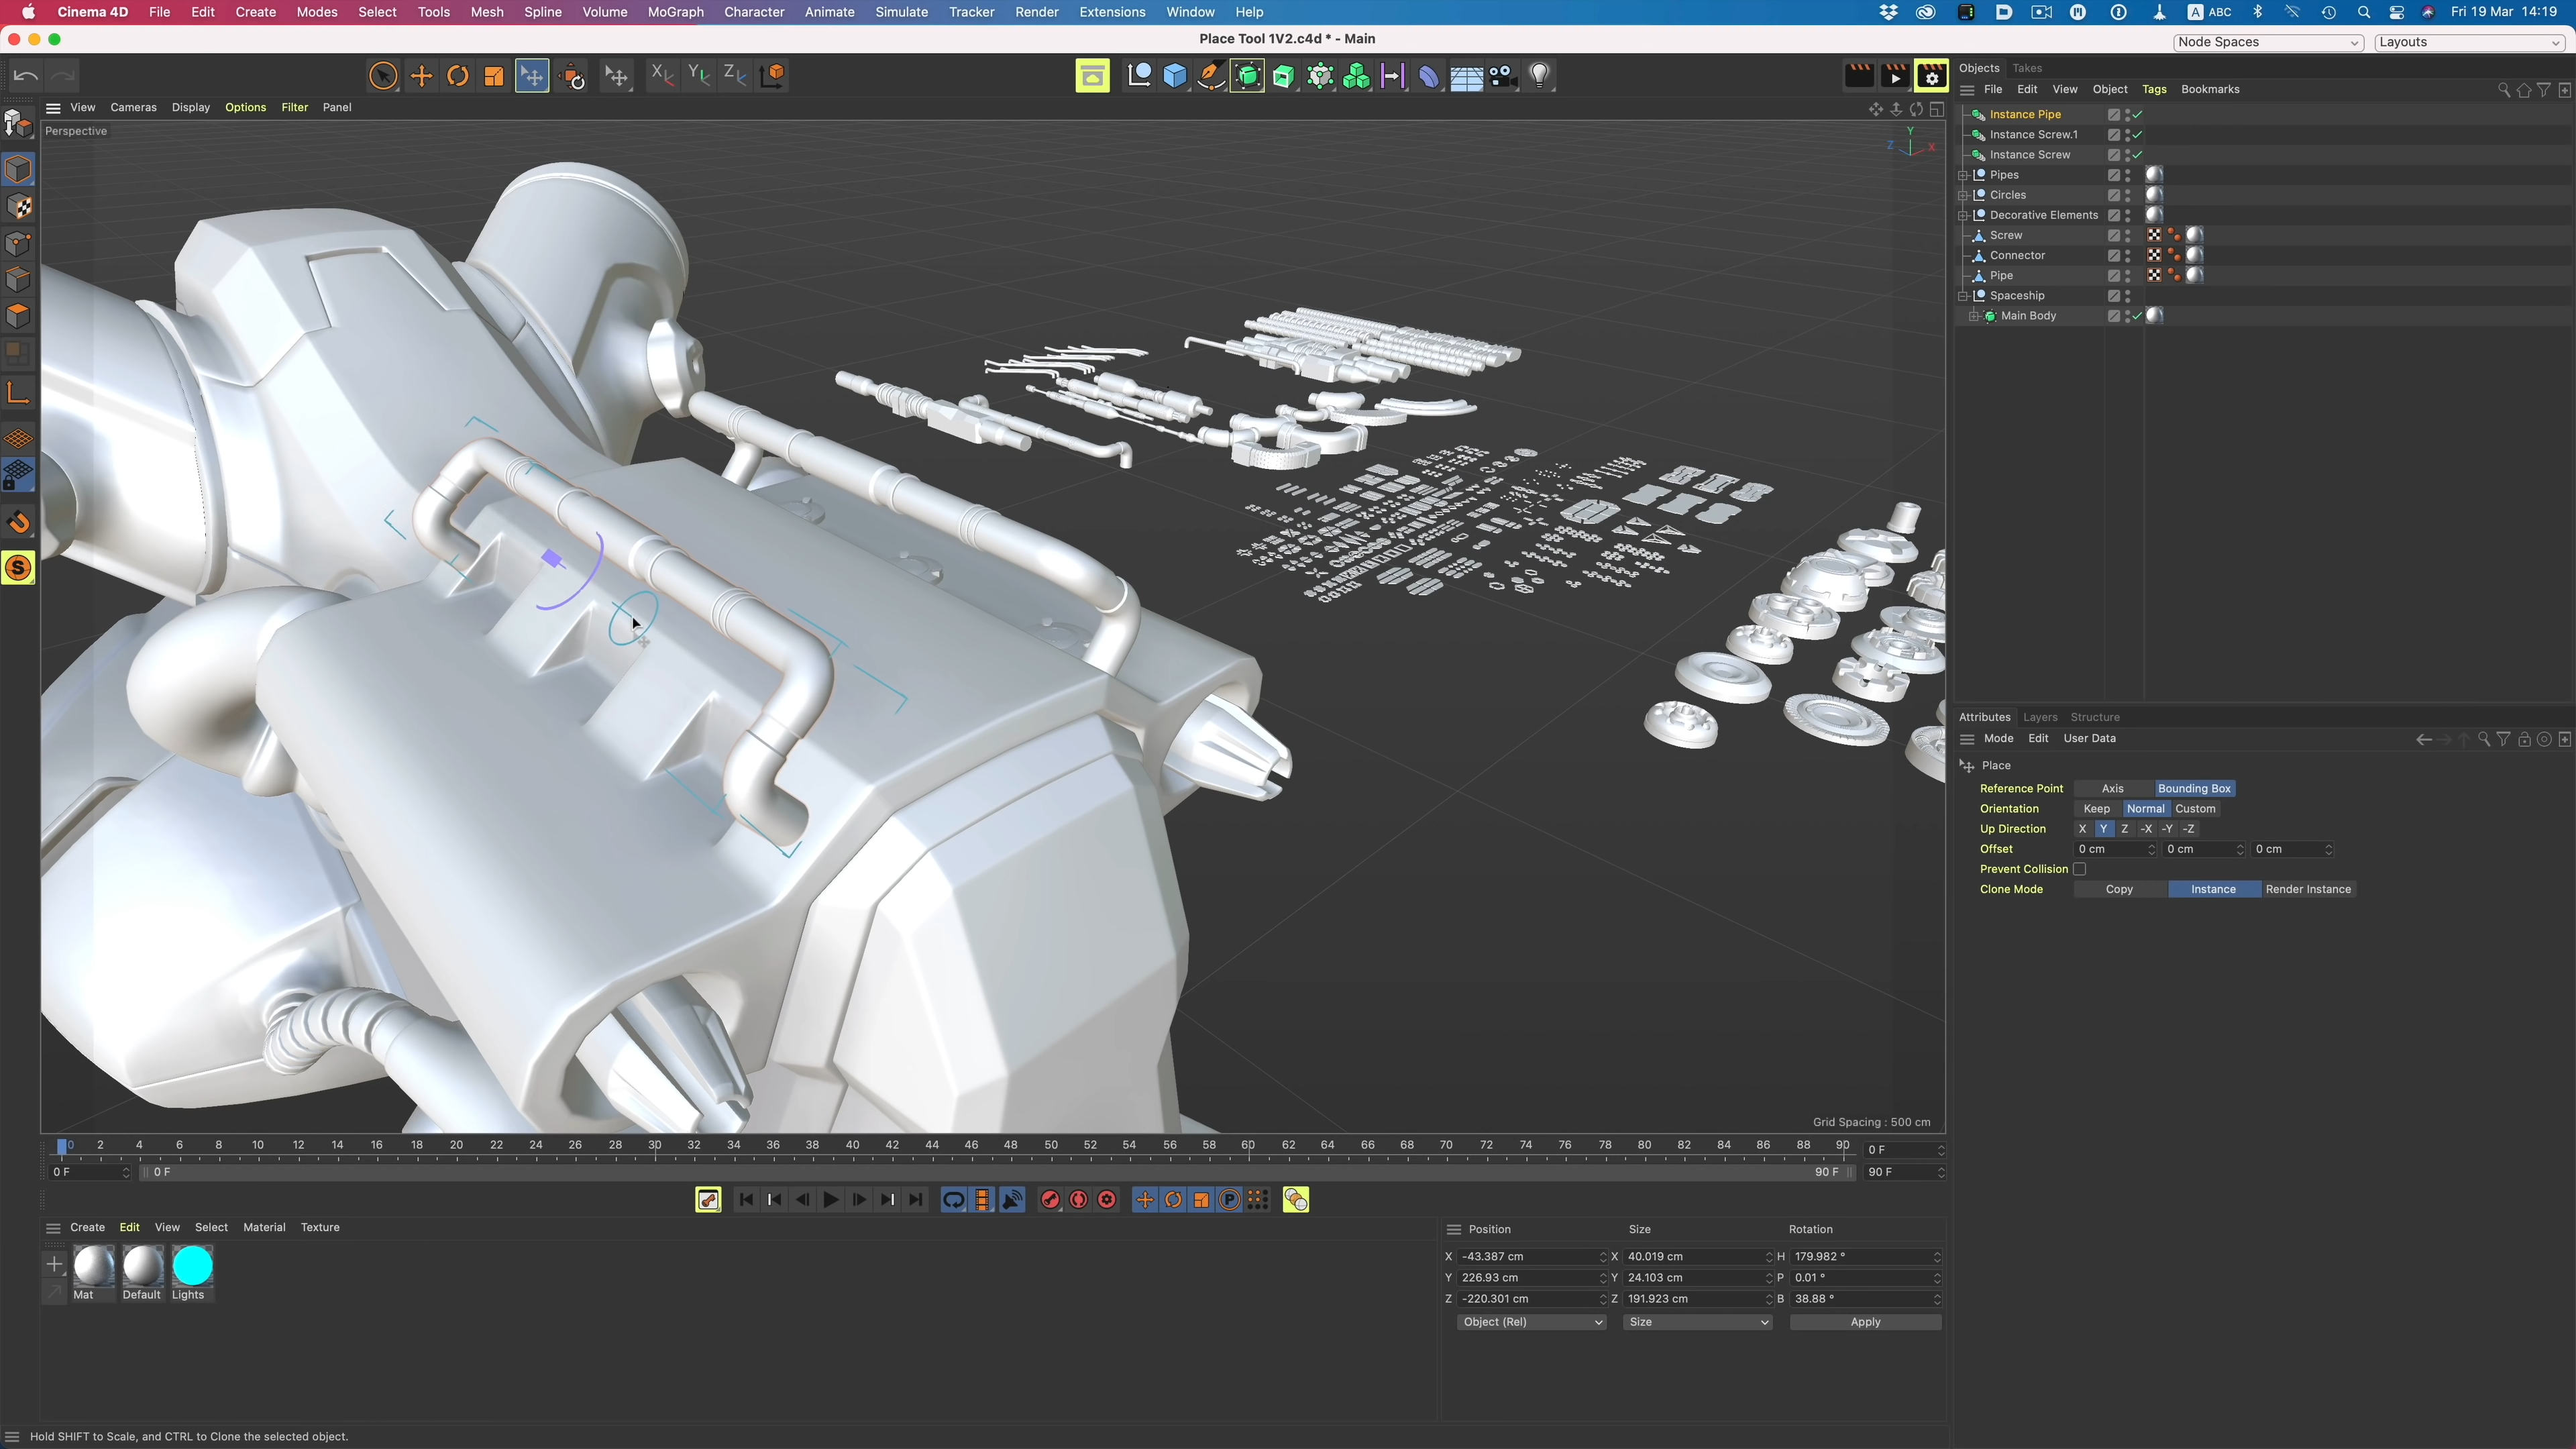 Cinema 4D File Edit Create Modes Select Tools Mesh Spline Volume MoGraph Character Animate Simulate Tracker Render Extensions Window Help A ABC Fri 19 Mar 14:19
Place Tool 1V2.c4d * - Main
Node Spaces Layouts
X Y Z
View Cameras Display Options Filter Panel
Perspective
Y
Z X
S
Grid Spacing : 500 cm
Objects Takes
File Edit View Object Tags Bookmarks
Instance Pipe
Instance Screw.1
Instance Screw
Pipes
Circles
Decorative Elements
Screw
Connector
Pipe
Spaceship
Main Body
Attributes Layers Structure
Mode Edit User Data
Place
Reference Point Axis Bounding Box
Orientation Keep Normal Custom
Up Direction X Y Z -X -Y -Z
Offset 0 cm 0 cm 0 cm
Prevent Collision
Clone Mode Copy Instance Render Instance
0 2 4 6 8 10 12 14 16 18 20 22 24 26 28 30 32 34 36 38 40 42 44 46 48 50 52 54 56 58 60 62 64 66 68 70 72 74 76 78 80 82 84 86 88 90 0 F
0 F 0 F 90 F 90 F
P
Create Edit View Select Material Texture
Mat Default Lights
Position Size Rotation
X -43.387 cm X 40.019 cm H 179.982 °
Y 226.93 cm Y 24.103 cm P 0.01 °
Z -220.301 cm Z 191.923 cm B 38.88 °
Object (Rel) Size Apply
Hold SHIFT to Scale, and CTRL to Clone the selected object.